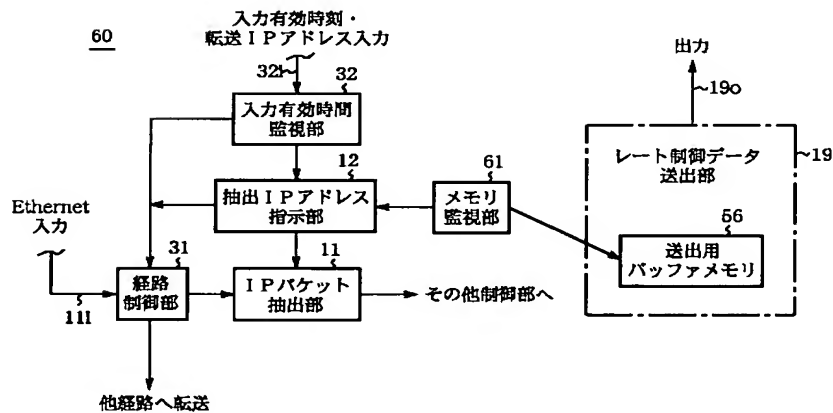 60
入力有効時刻・
転送IPアドレス入力
32I
32
入力有効時間
監視部
12
抽出IPアドレス
指示部
61
メモリ
監視部
Ethernet
入力
11I
31
経路
制御部
11
IPパケット
抽出部
その他制御部へ
他経路へ転送
出力
19o
19
レート制御データ
送出部
56
送出用
バッファメモリ